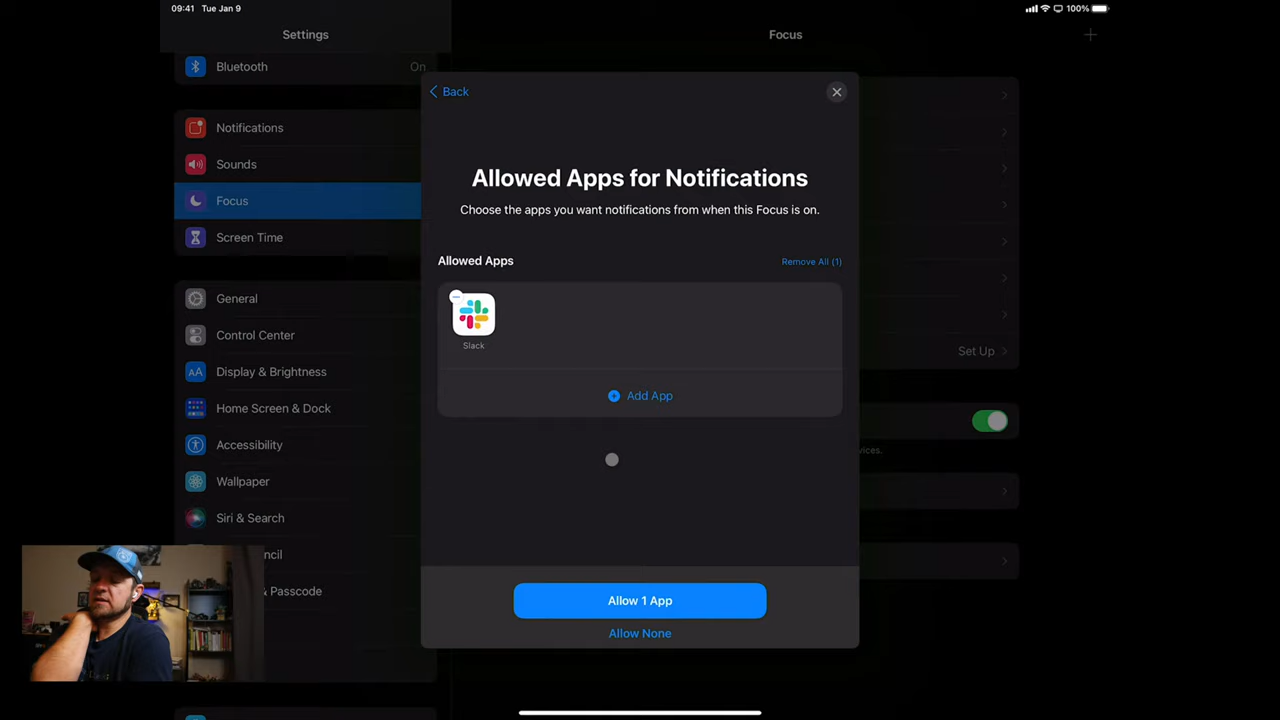 09:41 Tue Jan 9
100%
Settings
Focus
Bluetooth
On
Notifications
Sounds
Focus
Screen Time
General
Control Center
Display & Brightness
Home Screen & Dock
Accessibility
Wallpaper
Siri & Search
ncil
& Passcode
Back
Allowed Apps for Notifications
Choose the apps you want notifications from when this Focus is on.
Allowed Apps
Remove All (1)
Slack
Add App
Allow 1 App
Allow None
Set Up
vices.